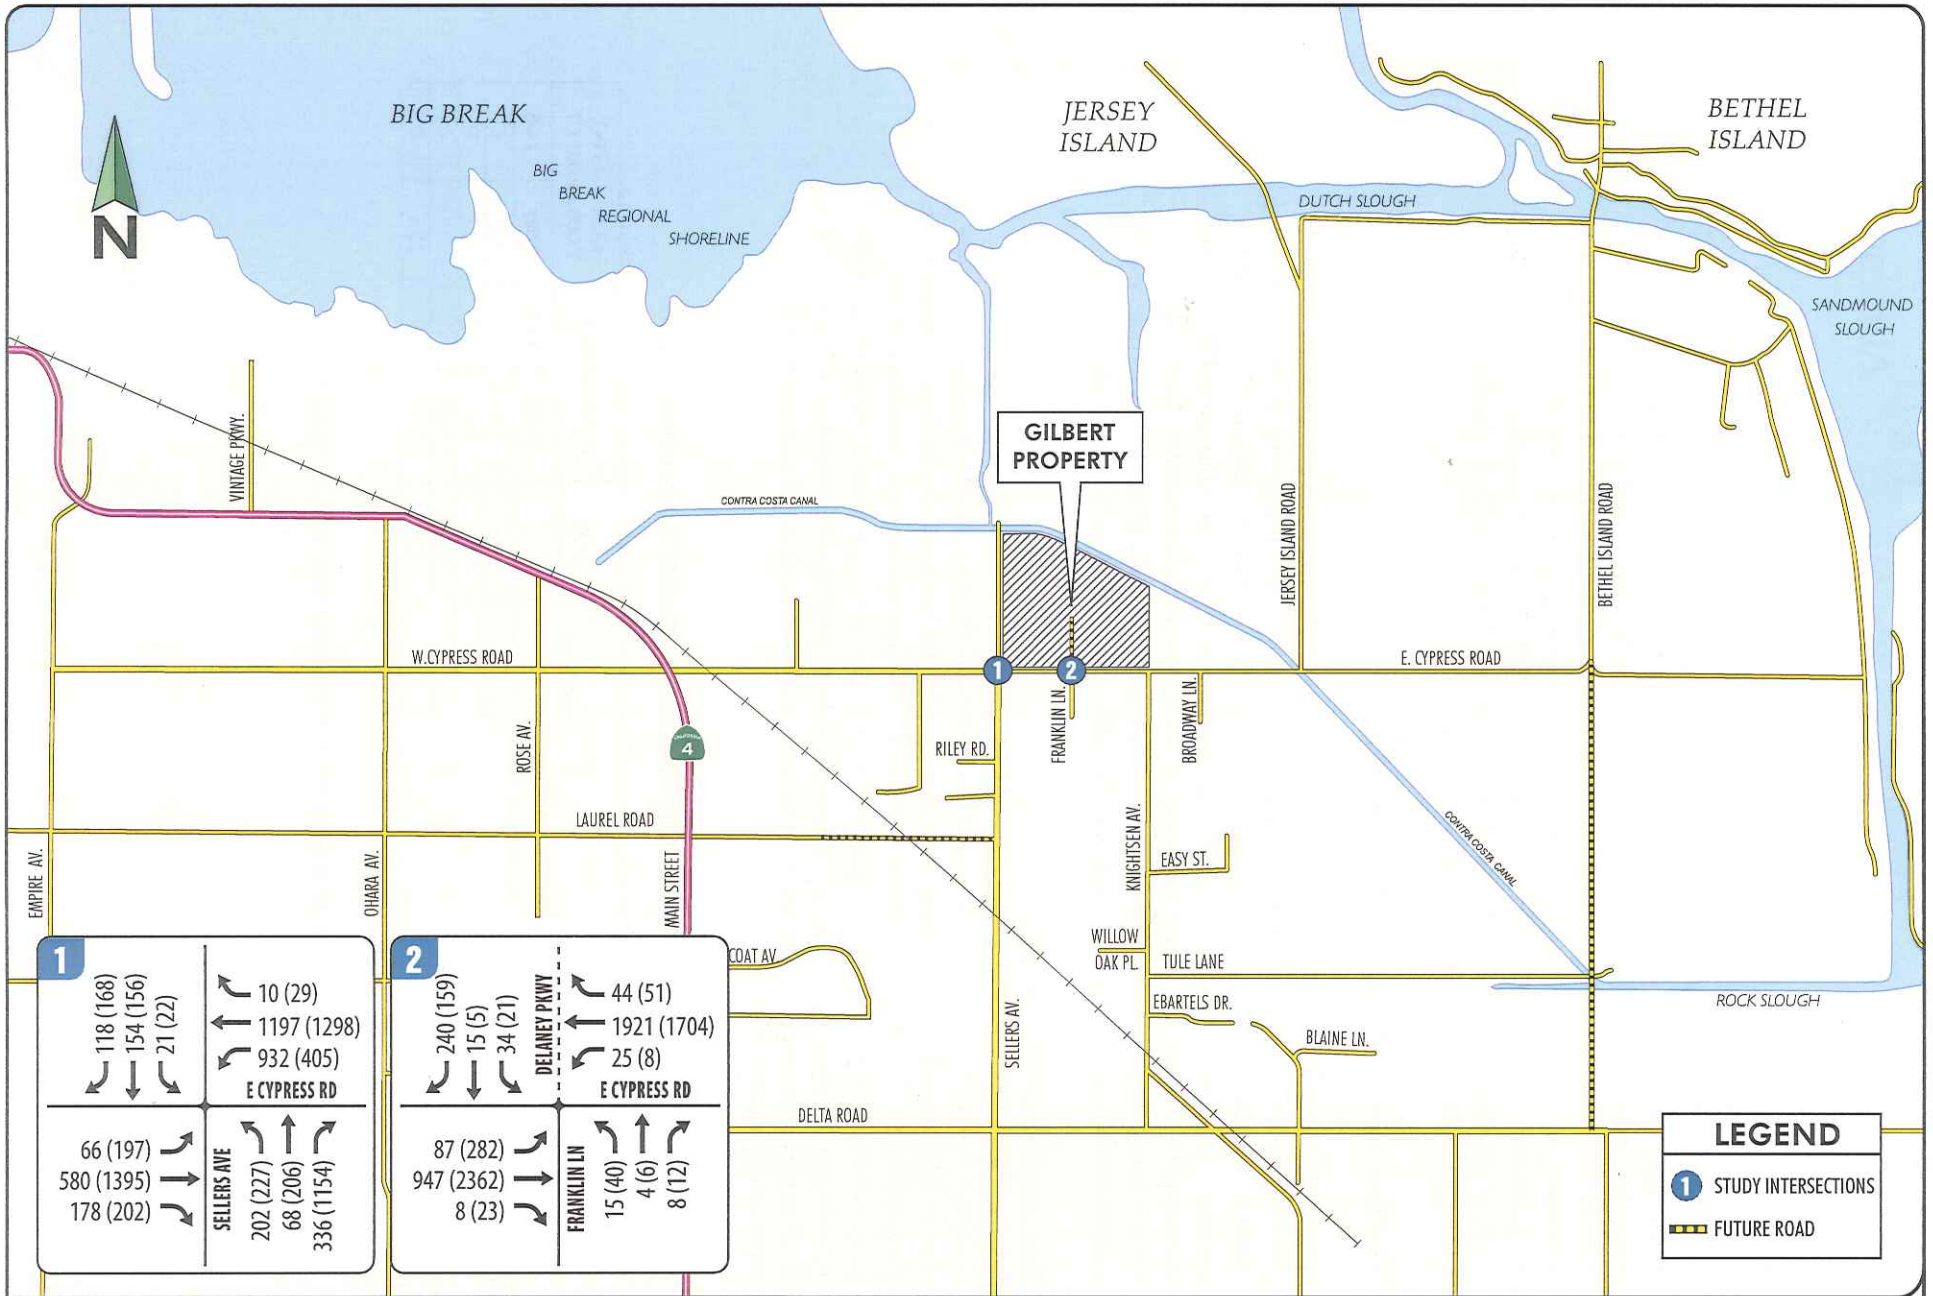 BIG BREAK
JERSEY
ISLAND
BETHEL
ISLAND
BIG
BREAK
REGIONAL
SHORELINE
DUTCH SLOUGH
N
SANDMOUND
SLOUGH
GILBERT
PROPERTY
VINTAGE PKWY.
CONTRA COSTA CANAL
JERSEY ISLAND ROAD
BETHEL ISLAND ROAD
W.CYPRESS ROAD
E. CYPRESS ROAD
1
2
FRANKLIN LN.
BROADWAY LN.
ROSE AV.
4
RILEY RD.
LAUREL ROAD
EMPIRE AV.
OHARA AV.
MAIN STREET
KNIGHTSEN AV.
EASY ST.
CONTRA COSTA CANAL
WILLOW
OAK PL.
TULE LANE
COAT AV
EBARTELS DR.
ROCK SLOUGH
BLAINE LN.
SELLERS AV.
DELTA ROAD
1
118 (168)
154 (156)
21 (22)
10 (29)
1197 (1298)
932 (405)
E CYPRESS RD
66 (197)
580 (1395)
178 (202)
SELLERS AVE
202 (227)
68 (206)
336 (1154)
2
240 (159)
15 (5)
34 (21)
DELANEY PKWY
44 (51)
1921 (1704)
25 (8)
E CYPRESS RD
87 (282)
947 (2362)
8 (23)
FRANKLIN LN
15 (40)
4 (6)
8 (12)
LEGEND
1 STUDY INTERSECTIONS
FUTURE ROAD